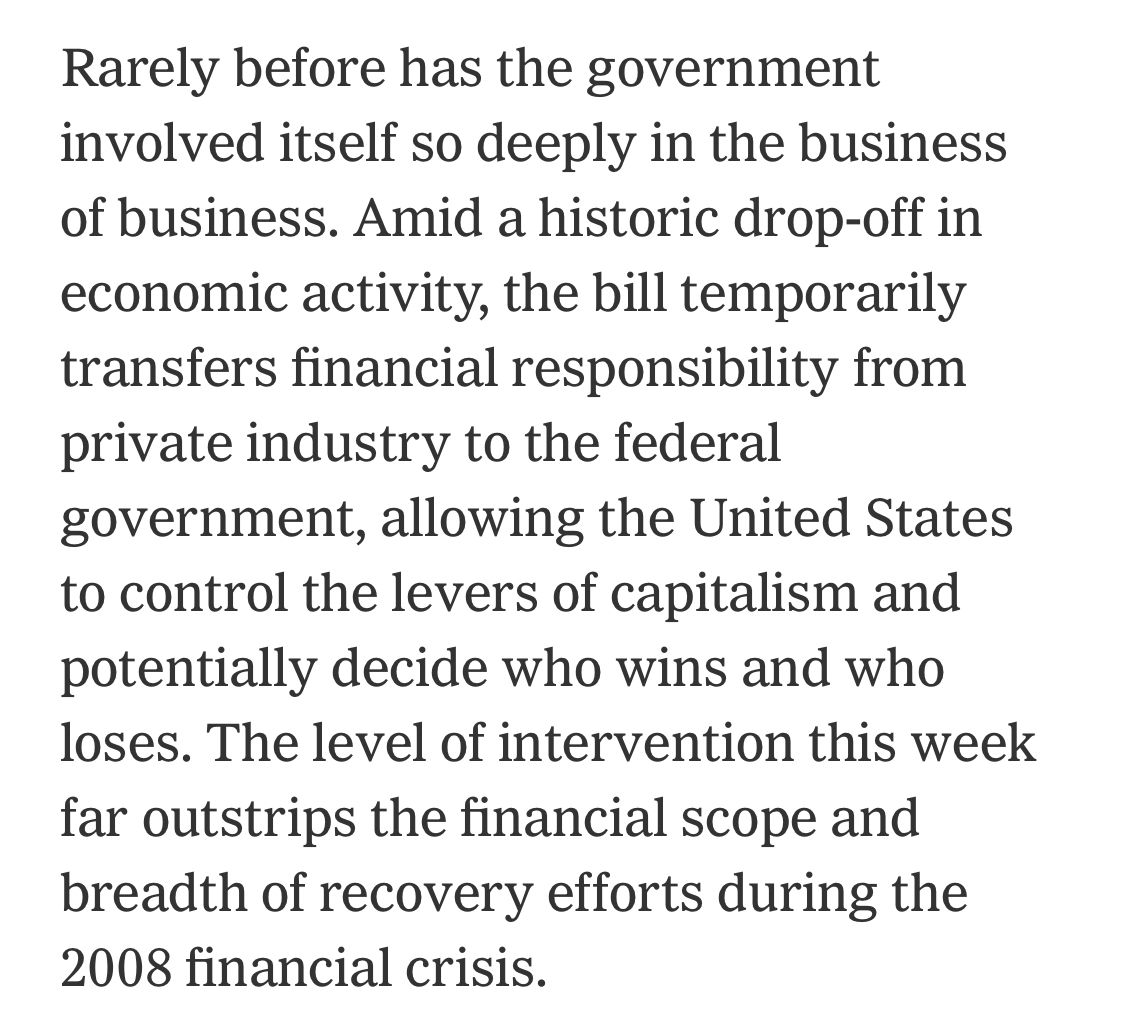 Rarely before has the government
involved itself so deeply in the business
of business. Amid a historic drop-off in
economic activity, the bill temporarily
transfers financial responsibility from
private industry to the federal
government, allowing the United States
to control the levers of capitalism and
potentially decide who wins and who
loses. The level of intervention this week
far outstrips the financial scope and
breadth of recovery efforts during the
2008 financial crisis.